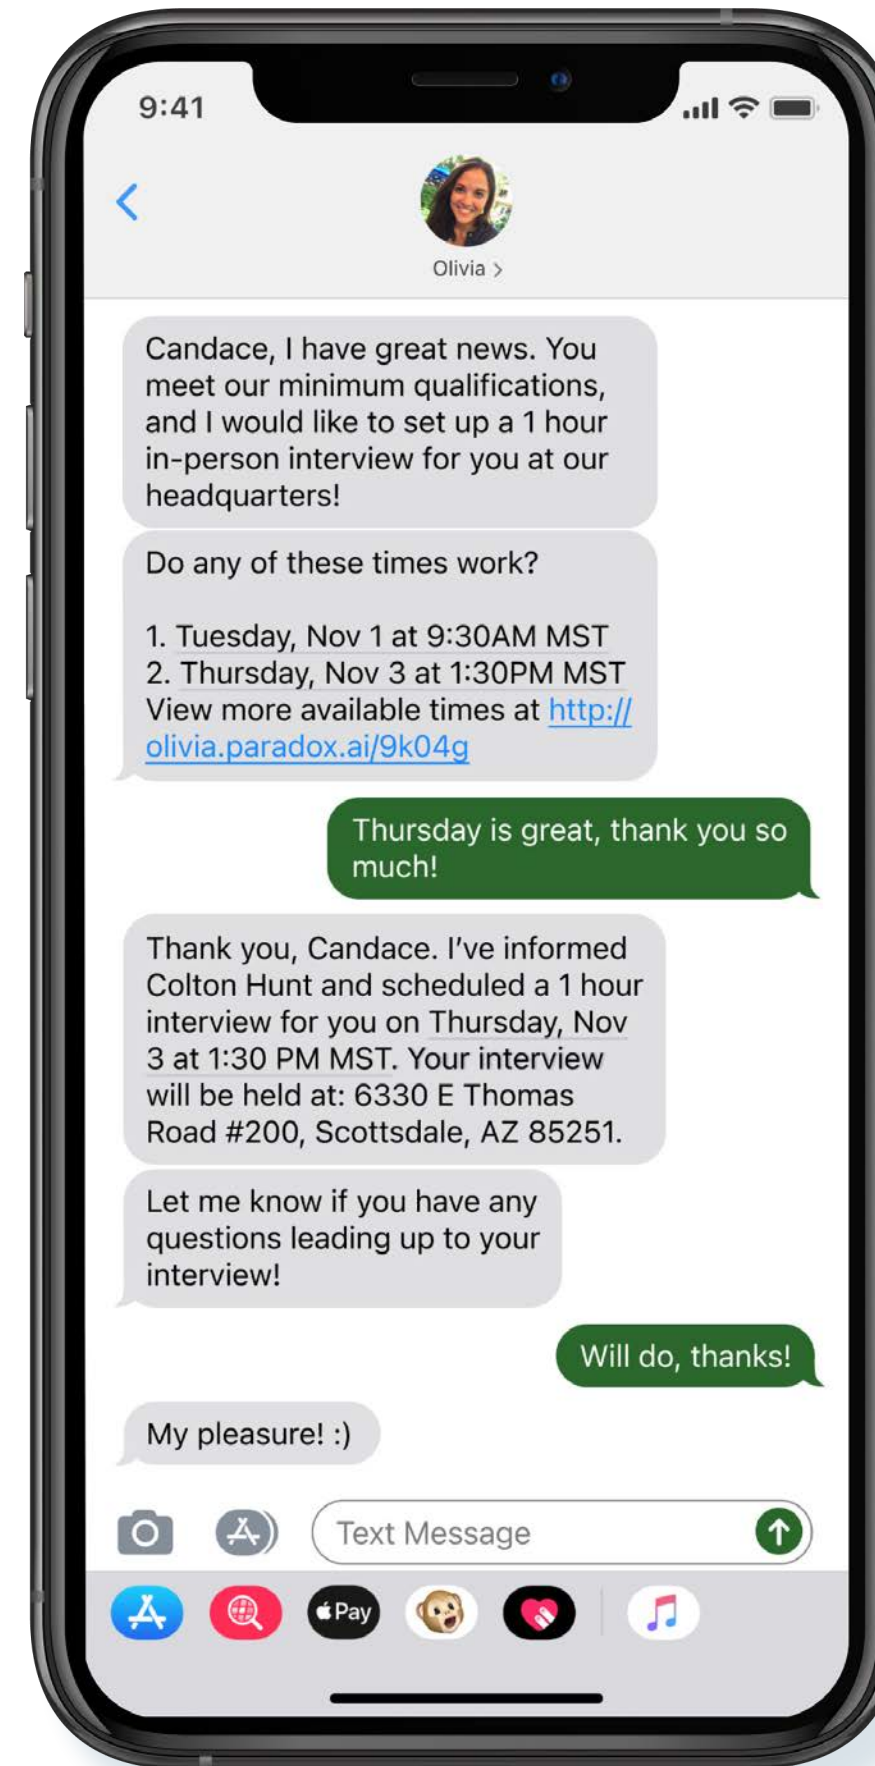 9:41
Olivia >
Candace, I have great news. You
meet our minimum qualifications,
and I would like to set up a 1 hour
in-person interview for you at our
headquarters!
Do any of these times work?
1. Tuesday, Nov 1 at 9:30AM MST
2. Thursday, Nov 3 at 1:30PM MST
View more available times at http://
olivia.paradox.ai/9k04g
Thursday is great, thank you so
much!
Thank you, Candace. I’ve informed
Colton Hunt and scheduled a 1 hour
interview for you on Thursday, Nov
3 at 1:30 PM MST. Your interview
will be held at: 6330 E Thomas
Road #200, Scottsdale, AZ 85251.
Let me know if you have any
questions leading up to your
interview!
Will do, thanks!
My pleasure! :)
Text Message
Pay